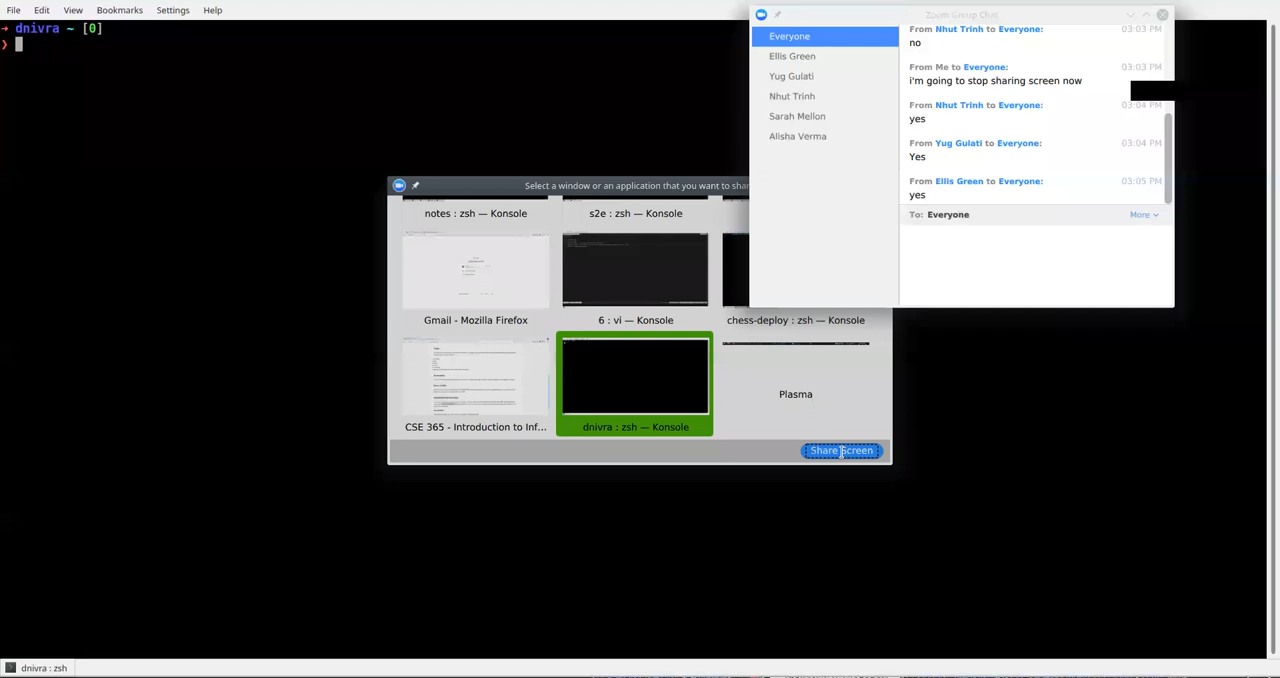 File Edit View Bookmarks Settings Help
➜ dnivra ~ [0]
❯
Zoom Group Chat
Everyone
Ellis Green
Yug Gulati
Nhut Trinh
Sarah Mellon
Alisha Verma
From Nhut Trinh to Everyone: 03:03 PM
no
From Me to Everyone: 03:03 PM
i'm going to stop sharing screen now
From Nhut Trinh to Everyone: 03:04 PM
yes
From Yug Gulati to Everyone: 03:04 PM
Yes
From Ellis Green to Everyone: 03:05 PM
yes
To: Everyone More
Select a window or an application that you want to shar
notes : zsh — Konsole
s2e : zsh — Konsole
Gmail - Mozilla Firefox
6 : vi — Konsole
chess-deploy : zsh — Konsole
CSE 365 - Introduction to Inf...
dnivra : zsh — Konsole
Plasma
Share Screen
dnivra : zsh